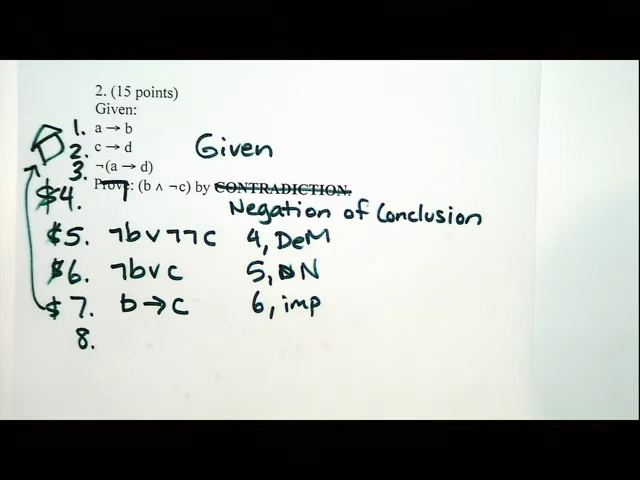 2. (15 points)
Given:
1. a → b
2. c → d
Given
3. ¬(a → d)
$4. ¬ Prove: (b ∧ ¬c) by CONTRADICTION.
Negation of Conclusion
$5. ¬b ∨ ¬¬c 4, DeM
$6. ¬b ∨ c 5, DN
$7. b → c 6, imp
8.